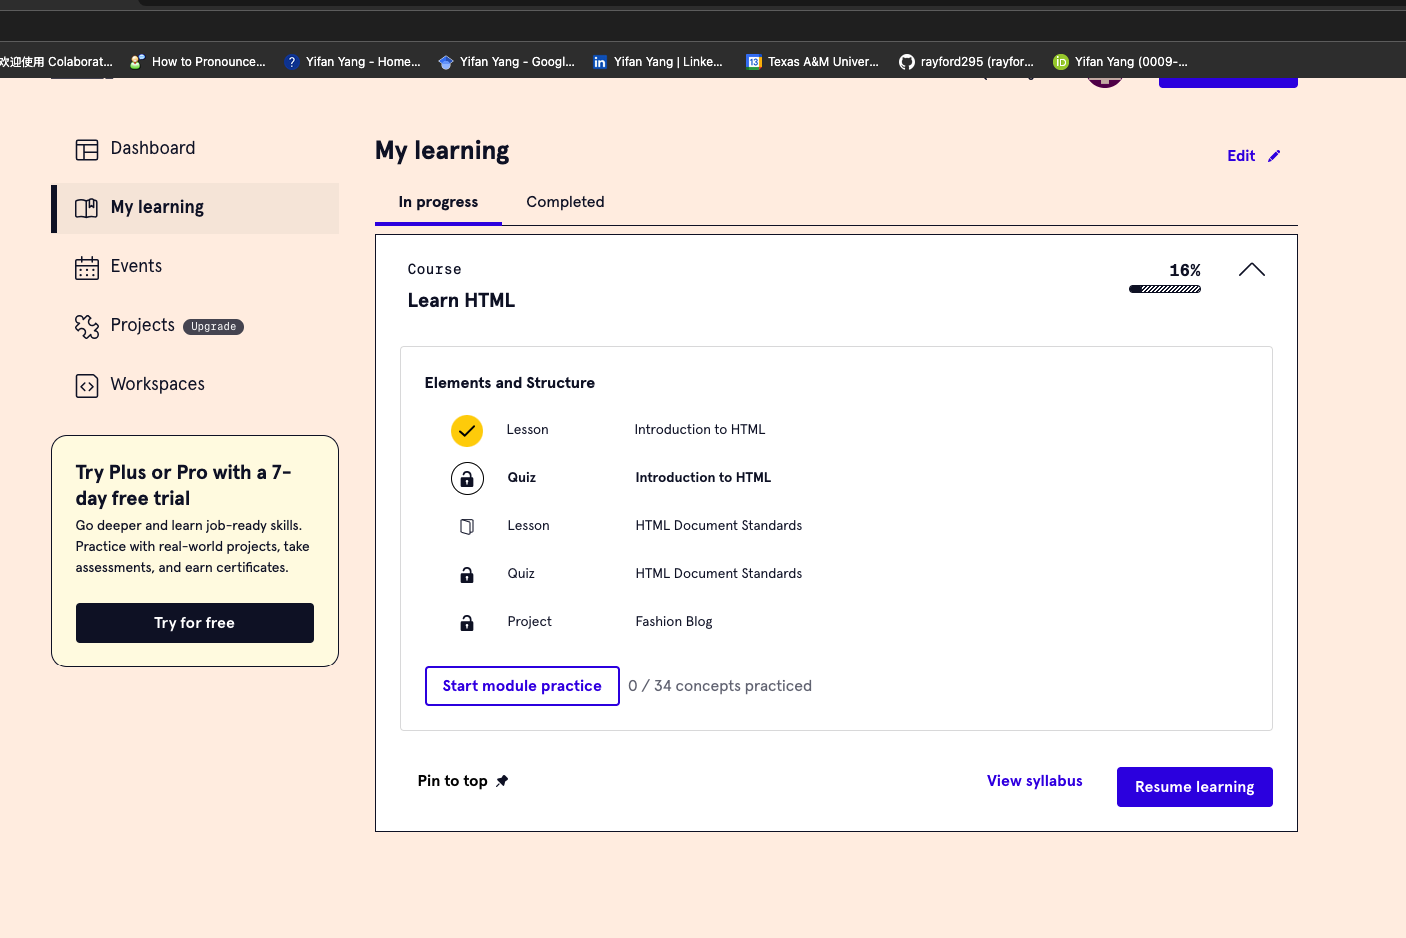 欢迎使用 Colaborat...
How to Pronounce...
Yifan Yang - Home...
Yifan Yang - Googl...
Yifan Yang | Linke...
Texas A&M Univer...
rayford295 (rayfor...
Yifan Yang (0009-...
Dashboard
My learning
Events
Projects Upgrade
Workspaces
Try Plus or Pro with a 7-
day free trial
Go deeper and learn job-ready skills.
Practice with real-world projects, take
assessments, and earn certificates.
Try for free
My learning
Edit
In progress
Completed
Course
16%
Learn HTML
Elements and Structure
Lesson Introduction to HTML
Quiz Introduction to HTML
Lesson HTML Document Standards
Quiz HTML Document Standards
Project Fashion Blog
Start module practice 0 / 34 concepts practiced
Pin to top
View syllabus
Resume learning